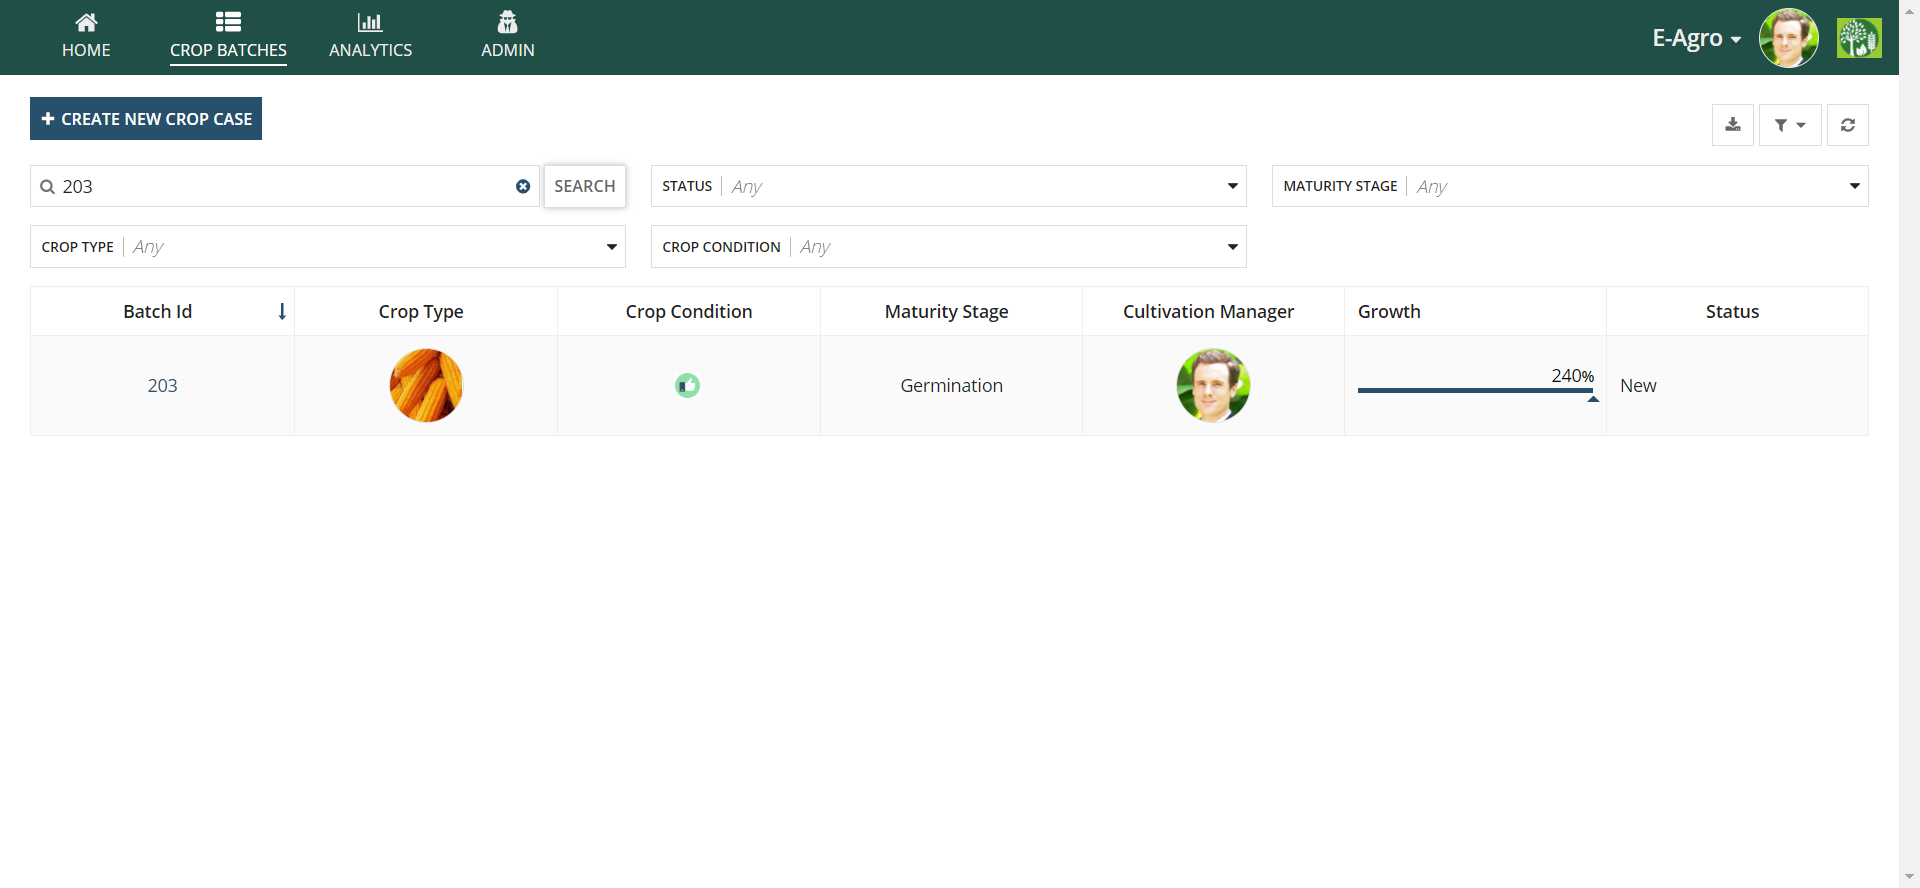 HOME
CROP BATCHES
ANALYTICS
ADMIN
E-Agro
CREATE NEW CROP CASE
203
SEARCH
STATUS Any
MATURITY STAGE Any
CROP TYPE Any
CROP CONDITION Any
Batch Id Crop Type Crop Condition Maturity Stage Cultivation Manager Growth Status
203 Germination 240% New